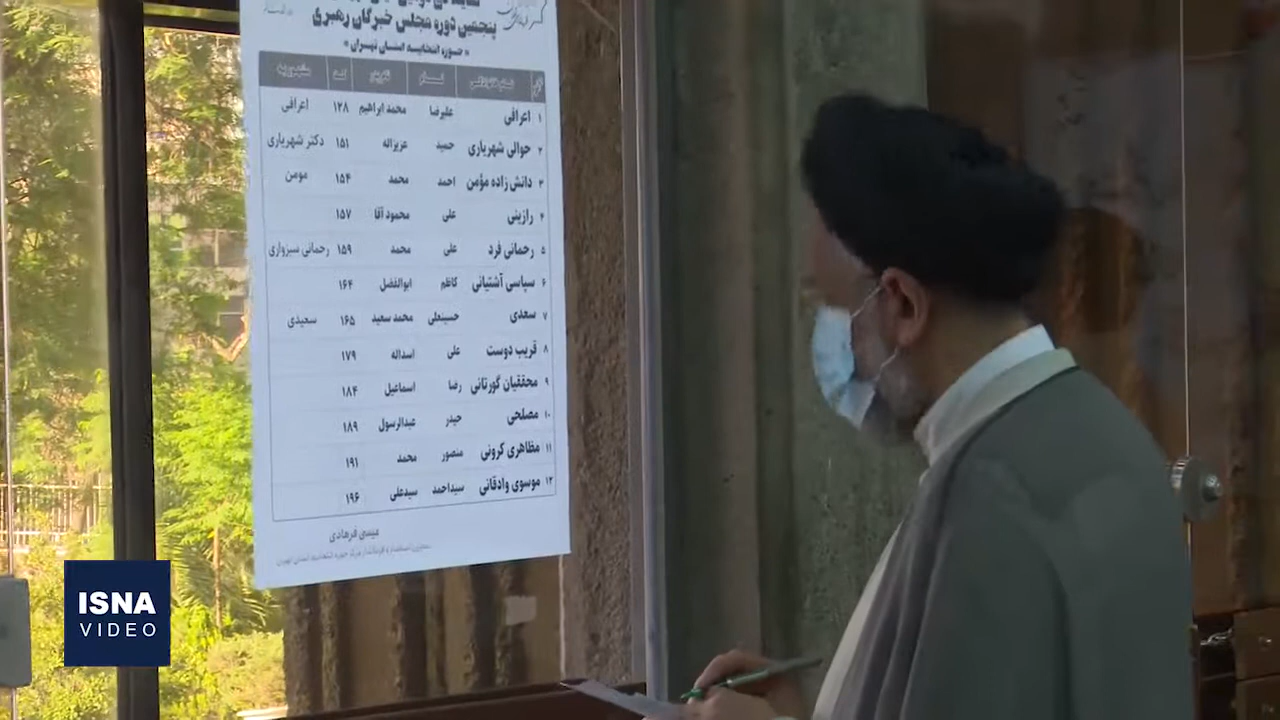 پنجمین دوره مجلس خبرگان رهبری
« حوزه انتخابیه استان تهران »
نام خانوادگی نام کد
۱ اعرافی علیرضا محمد ابراهیم ۱۲۸ اعرافی
۲ حوالی شهریاری حمید عزیزاله ۱۵۱ دکتر شهریاری
۳ دانش زاده مؤمن احمد محمد ۱۵۴ مومن
۴ رازینی علی محمود آقا ۱۵۷
۵ رحمانی فرد علی محمد ۱۵۹ رحمانی سبزواری
۶ سپاسی آشتیانی کاظم ابوالفضل ۱۶۴
۷ سعدی حسینعلی محمد سعید ۱۶۵ سعیدی
۸ قریب دوست علی اسداله ۱۷۹
۹ محققیان گورتانی رضا اسماعیل ۱۸۴
۱۰ مصلحی حیدر عبدالرسول ۱۸۹
۱۱ مظاهری کرونی منصور محمد ۱۹۱
۱۲ موسوی وادقانی سیداحمد سیدعلی ۱۹۶
عیسی فرهادی
ISNA
VIDEO